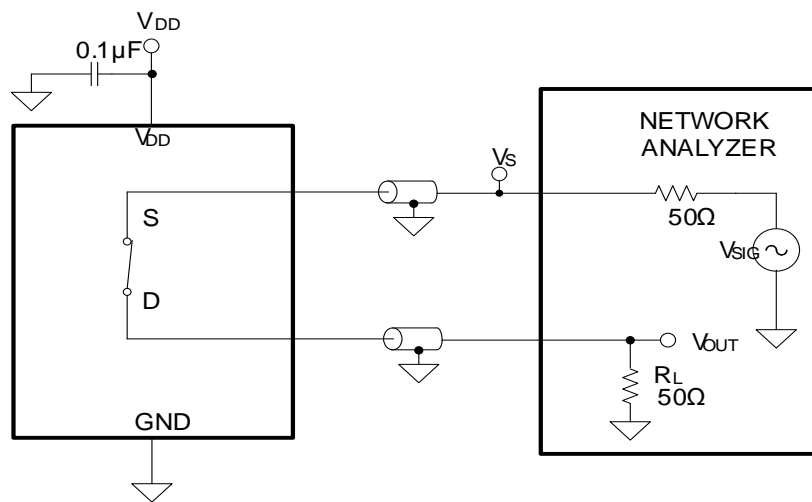 VDD
0.1µF
VDD
NETWORK
ANALYZER
VS
S
50Ω
VSIG
D
VOUT
RL
50Ω
GND